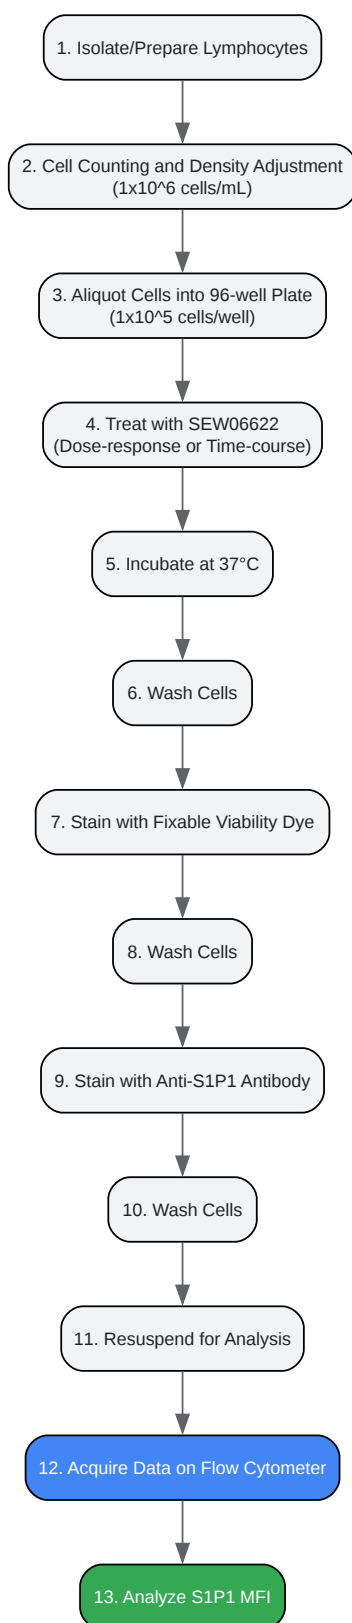 1. Isolate/Prepare Lymphocytes
2. Cell Counting and Density Adjustment
(1x10^6 cells/mL)
3. Aliquot Cells into 96-well Plate
(1x10^5 cells/well)
4. Treat with SEW06622
(Dose-response or Time-course)
5. Incubate at 37°C
6. Wash Cells
7. Stain with Fixable Viability Dye
8. Wash Cells
9. Stain with Anti-S1P1 Antibody
10. Wash Cells
11. Resuspend for Analysis
12. Acquire Data on Flow Cytometer
13. Analyze S1P1 MFI